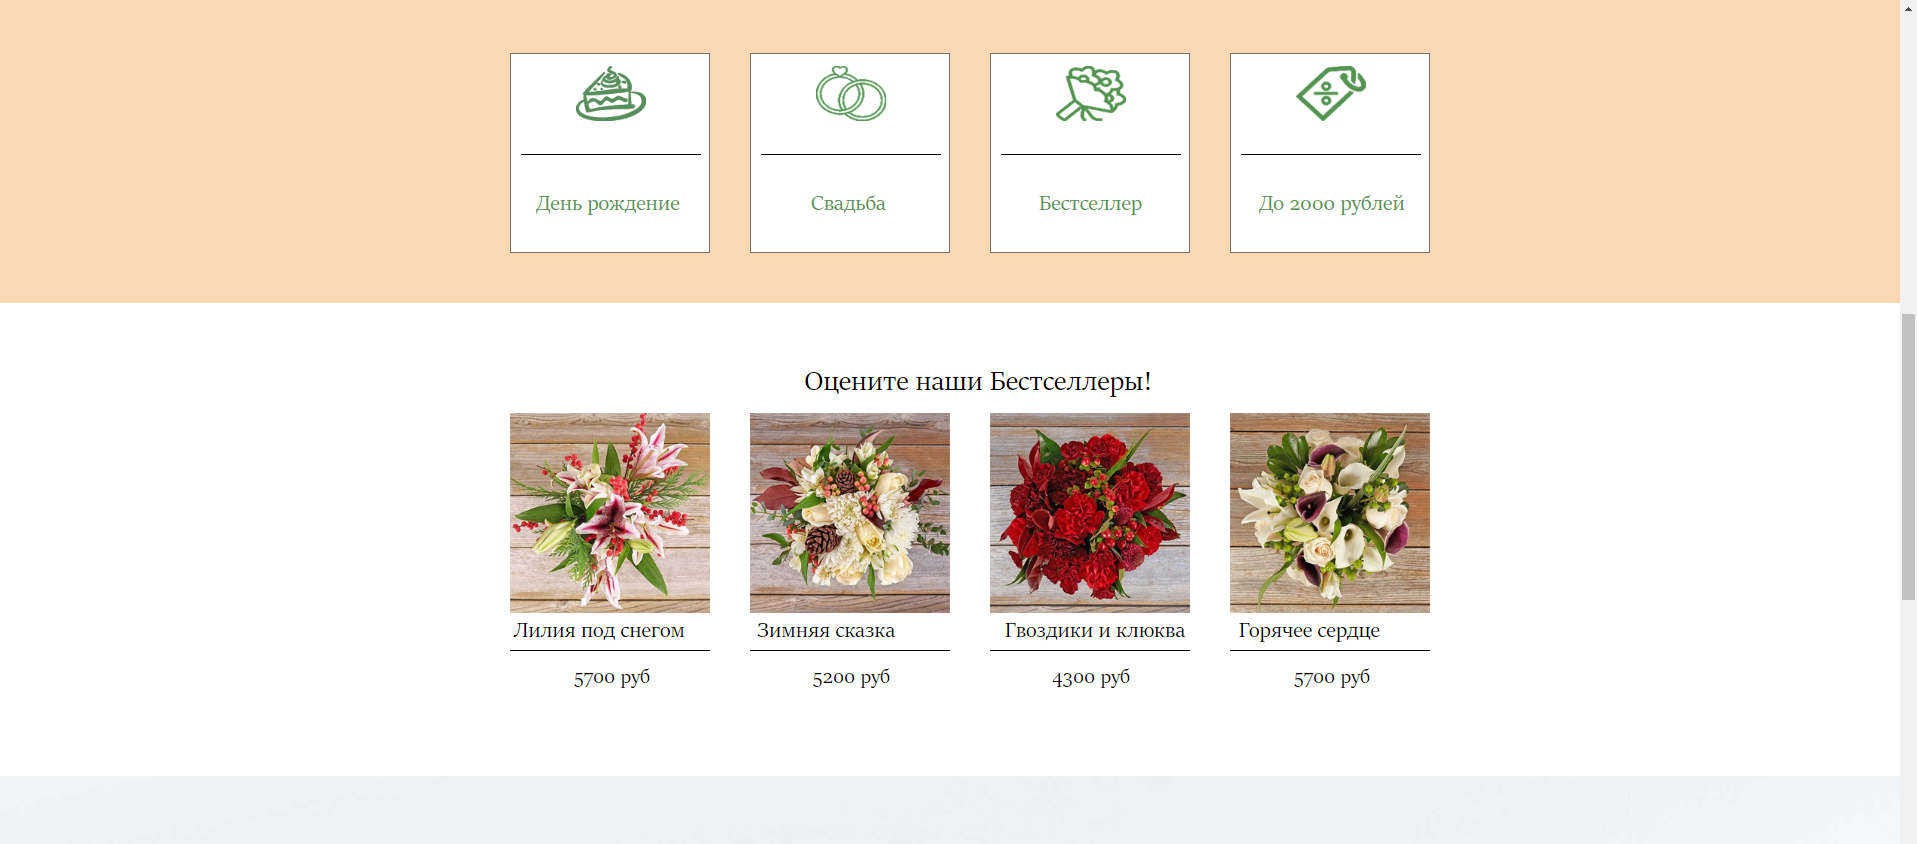 День рождение
Свадьба
Бестселлер
До 2000 рублей
Оцените наши Бестселлеры!
Лилия под снегом
Зимняя сказка
Гвоздики и клюква
Горячее сердце
5700 руб
5200 руб
4300 руб
5700 руб